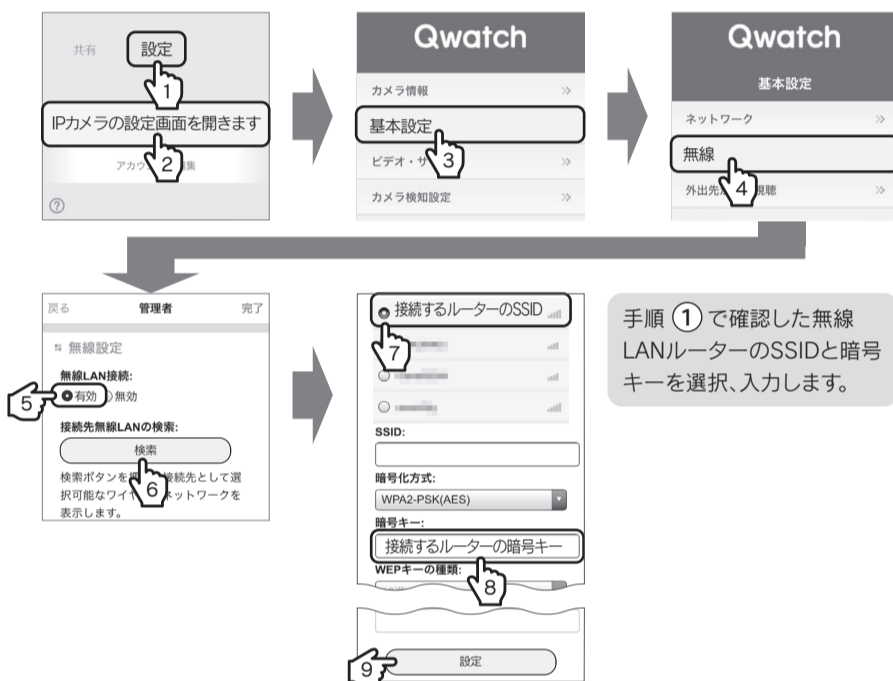 共有
設定
1
IPカメラの設定画面を開きます
2
?
Qwatch
カメラ情報
基本設定
3
ビデオ・サ
カメラ検知設定
Qwatch
基本設定
ネットワーク
無線
4
外出先
視聴
戻る 管理者 完了
無線設定
無線LAN接続:
有効 無効
5
接続先無線LANの検索:
検索
6
検索ボタンを押 接続先として選
択可能なワイヤ ネットワークを
表示します。
接続するルーターのSSID
7
SSID:
暗号化方式:
WPA2-PSK(AES)
暗号キー:
接続するルーターの暗号キー
WEPキーの種類:
8
設定
9
手順 1 で確認した無線
LANルーターのSSIDと暗号
キーを選択、入力します。